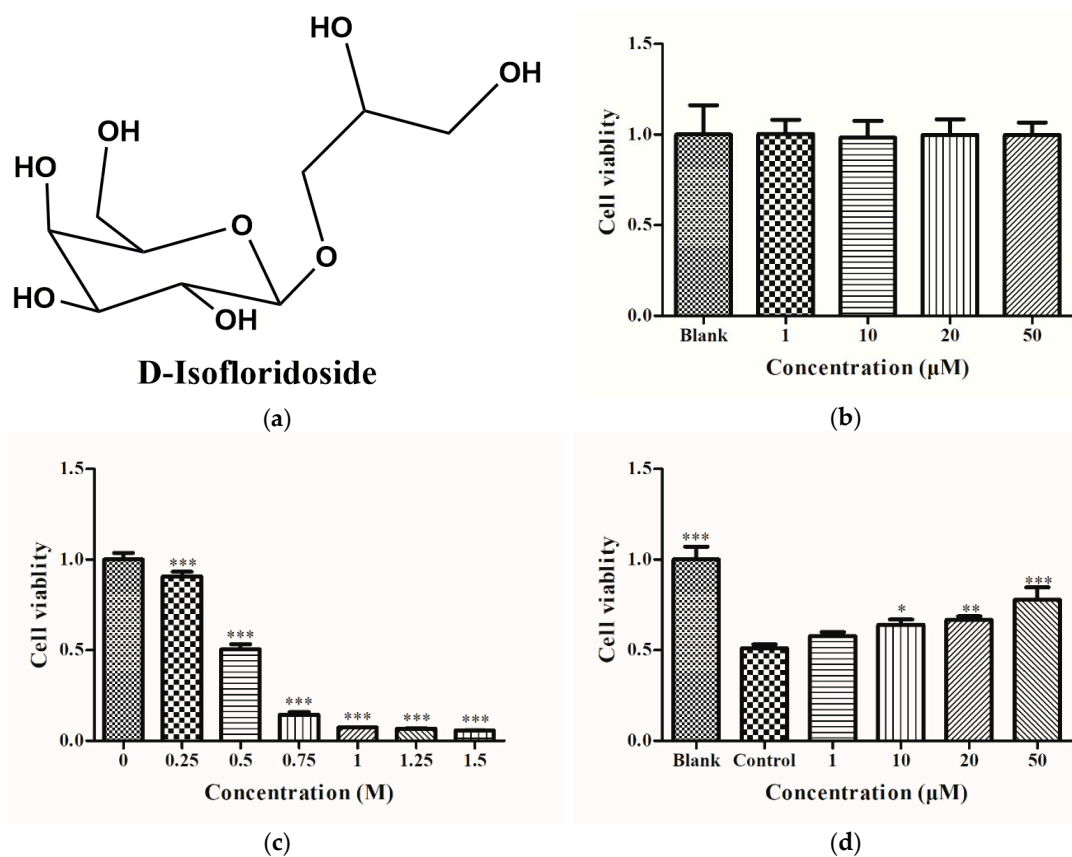 HO
OH
OH
HO
O
O
HO
OH
D-Isofloridoside
(a)
Cell viablity
1.5
1.0
0.5
0.0
Blank 1 10 20 50
Concentration (μM)
(b)
Cell viablity
1.5
1.0
0.5
0.0
***
***
***
*** *** ***
0 0.25 0.5 0.75 1 1.25 1.5
Concentration (M)
(c)
Cell viablity
1.5
1.0
0.5
0.0
***
*
**
***
Blank Control 1 10 20 50
Concentration (μM)
(d)